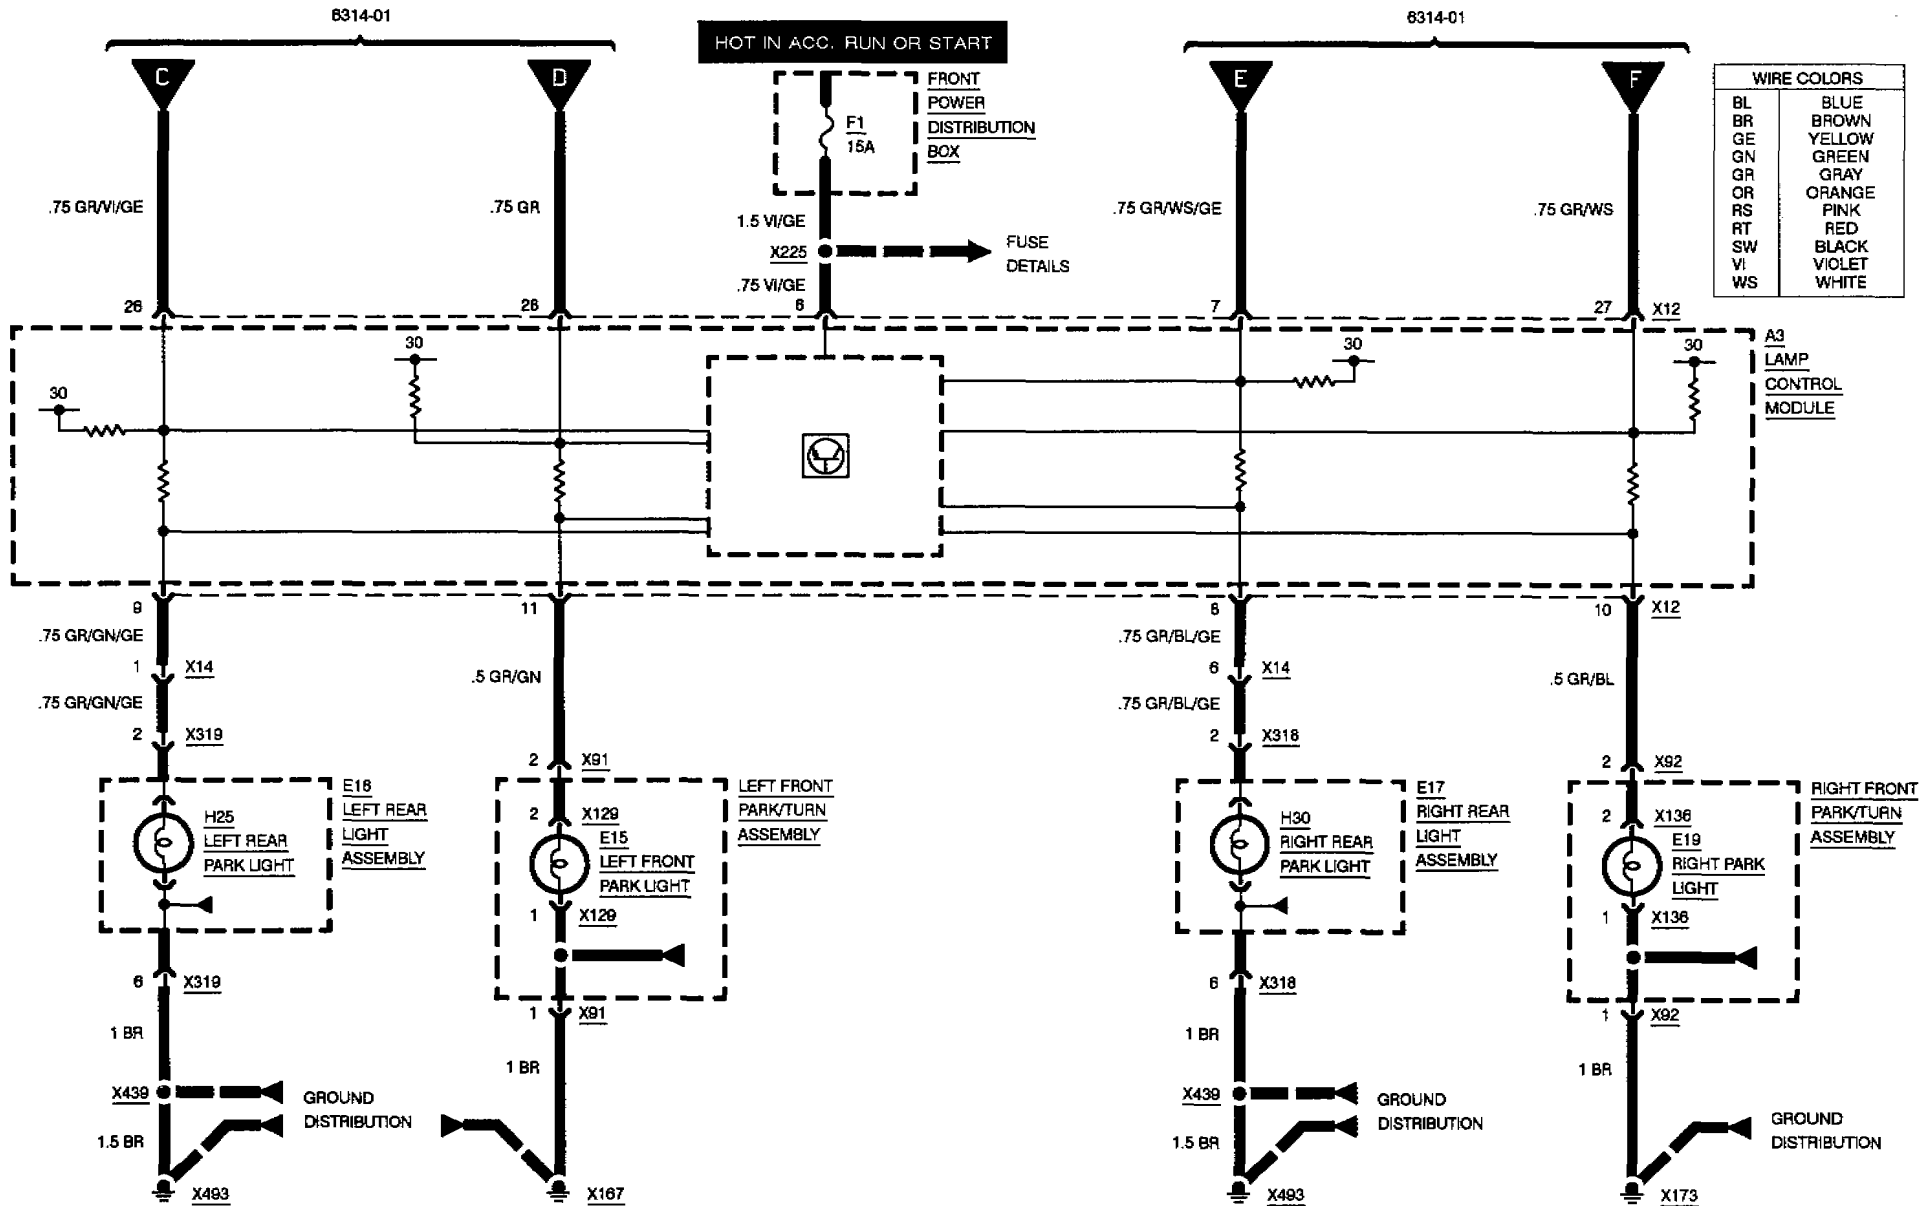 6314-01
6314-01
HOT IN ACC. RUN OR START
C
D
E
F
FRONT
POWER
DISTRIBUTION
BOX
F1
15A
WIRE COLORS
BL BLUE
BR BROWN
GE YELLOW
GN GREEN
GR GRAY
OR ORANGE
RS PINK
RT RED
SW BLACK
VI VIOLET
WS WHITE
.75 GR/VI/GE
.75 GR
1.5 VI/GE
.75 GR/WS/GE
.75 GR/WS
X225
FUSE
DETAILS
.75 VI/GE
26
28
6
7
27
X12
A3
LAMP
CONTROL
MODULE
30
30
30
30
9
11
8
10
X12
.75 GR/GN/GE
.75 GR/BL/GE
1
X14
6
X14
.5 GR/GN
.5 GR/BL
.75 GR/GN/GE
.75 GR/BL/GE
2
X319
2
X318
2
X91
2
X92
E16
LEFT REAR
LIGHT
ASSEMBLY
H25
LEFT REAR
PARK LIGHT
LEFT FRONT
PARK/TURN
ASSEMBLY
2
X129
E15
LEFT FRONT
PARK LIGHT
1
X129
E17
RIGHT REAR
LIGHT
ASSEMBLY
H30
RIGHT REAR
PARK LIGHT
RIGHT FRONT
PARK/TURN
ASSEMBLY
2
X136
E19
RIGHT PARK
LIGHT
1
X136
6
X319
1
X91
6
X318
1
X92
1 BR
1 BR
1 BR
1 BR
X439
GROUND
DISTRIBUTION
X439
GROUND
DISTRIBUTION
GROUND
DISTRIBUTION
1.5 BR
1.5 BR
X493
X167
X493
X173